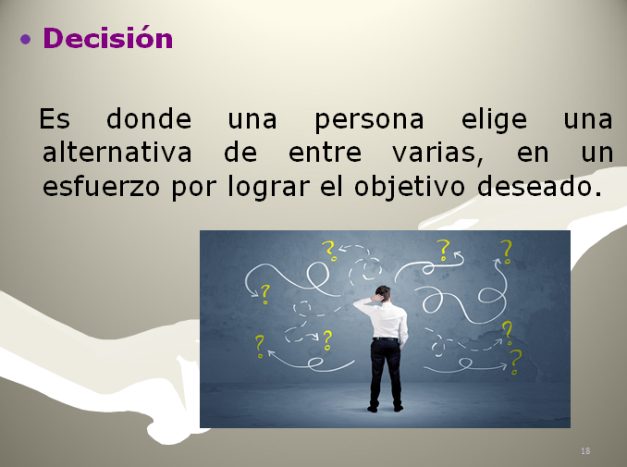 • Decisión
Es donde una persona elige una
alternativa de entre varias, en un
esfuerzo por lograr el objetivo deseado.
? ? ?
?
? ? ?
?
18